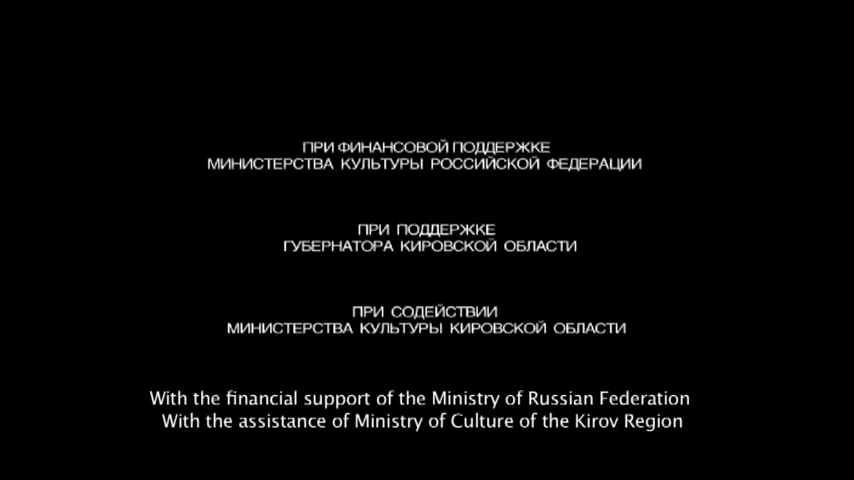 ПРИ ФИНАНСОВОЙ ПОДДЕРЖКЕ
МИНИСТЕРСТВА КУЛЬТУРЫ РОССИЙСКОЙ ФЕДЕРАЦИИ
ПРИ ПОДДЕРЖКЕ
ГУБЕРНАТОРА КИРОВСКОЙ ОБЛАСТИ
ПРИ СОДЕЙСТВИИ
МИНИСТЕРСТВА КУЛЬТУРЫ КИРОВСКОЙ ОБЛАСТИ
With the financial support of the Ministry of Russian Federation
With the assistance of Ministry of Culture of the Kirov Region